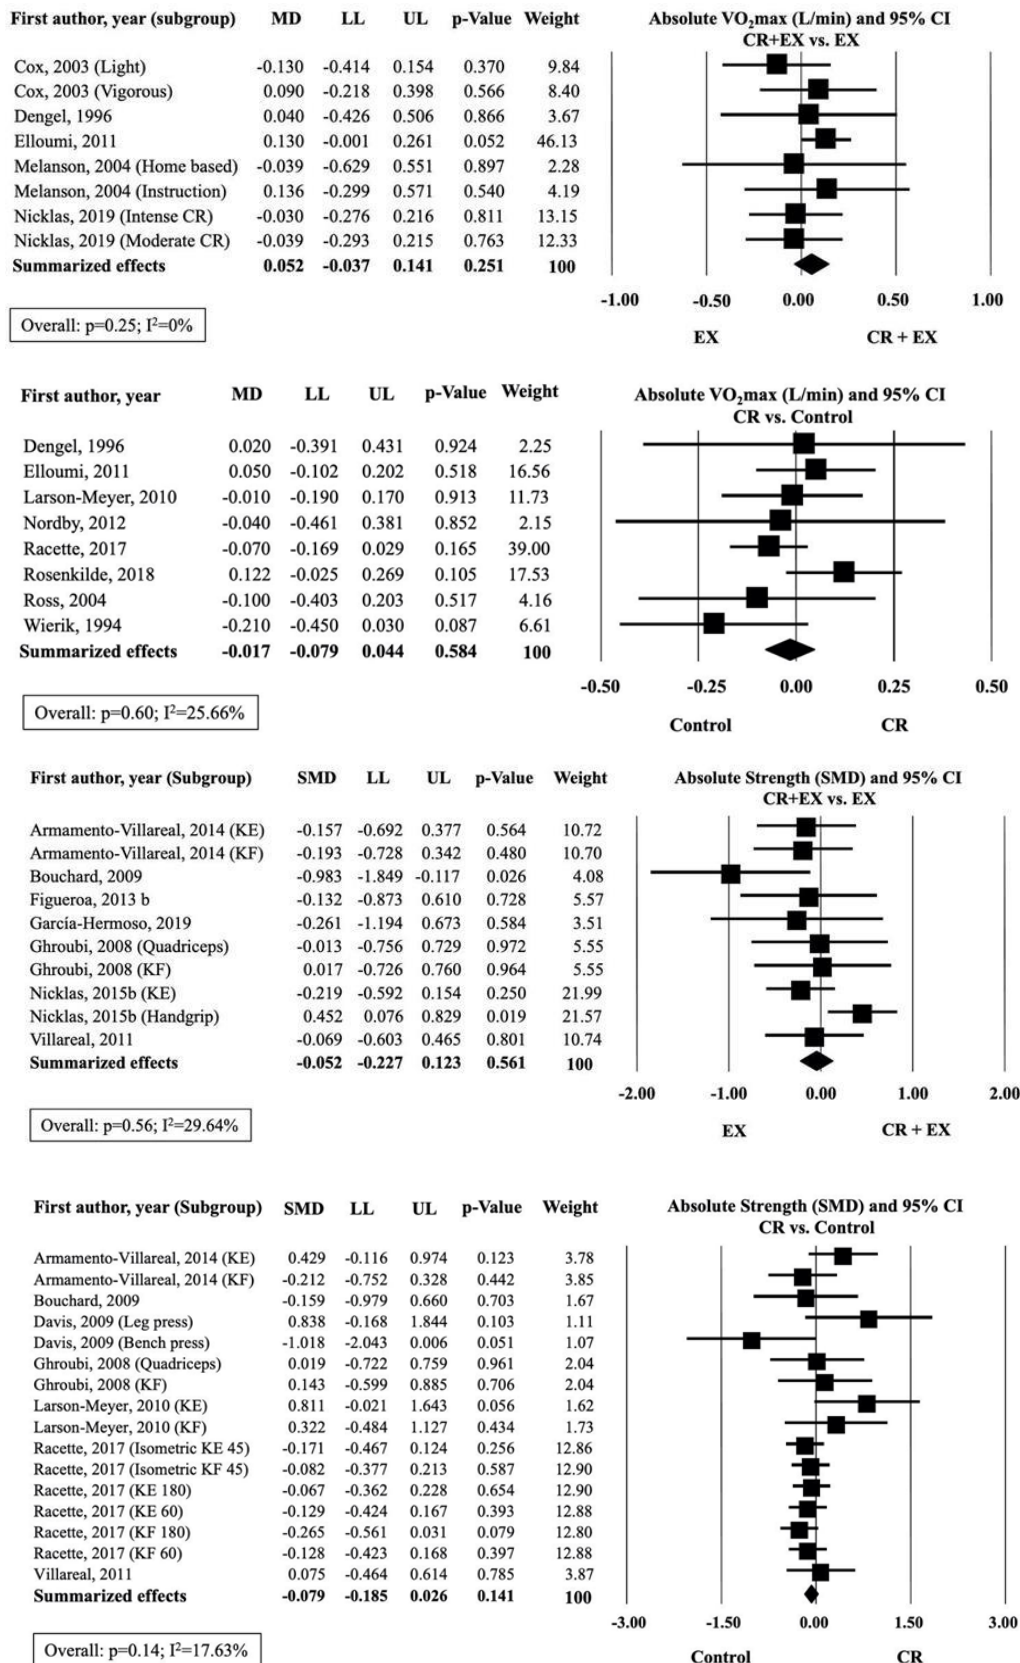 First author, year (subgroup) MD LL UL p-Value Weight Absolute VO₂max (L/min) and 95% CI
CR+EX vs. EX
Cox, 2003 (Light) -0.130 -0.414 0.154 0.370 9.84
Cox, 2003 (Vigorous) 0.090 -0.218 0.398 0.566 8.40
Dengel, 1996 0.040 -0.426 0.506 0.866 3.67
Elloumi, 2011 0.130 -0.001 0.261 0.052 46.13
Melanson, 2004 (Home based) -0.039 -0.629 0.551 0.897 2.28
Melanson, 2004 (Instruction) 0.136 -0.299 0.571 0.540 4.19
Nicklas, 2019 (Intense CR) -0.030 -0.276 0.216 0.811 13.15
Nicklas, 2019 (Moderate CR) -0.039 -0.293 0.215 0.763 12.33
Summarized effects 0.052 -0.037 0.141 0.251 100
-1.00 -0.50 0.00 0.50 1.00
Overall: p=0.25; I²=0%
EX CR + EX
First author, year MD LL UL p-Value Weight Absolute VO₂max (L/min) and 95% CI
CR vs. Control
Dengel, 1996 0.020 -0.391 0.431 0.924 2.25
Elloumi, 2011 0.050 -0.102 0.202 0.518 16.56
Larson-Meyer, 2010 -0.010 -0.190 0.170 0.913 11.73
Nordby, 2012 -0.040 -0.461 0.381 0.852 2.15
Racette, 2017 -0.070 -0.169 0.029 0.165 39.00
Rosenkilde, 2018 0.122 -0.025 0.269 0.105 17.53
Ross, 2004 -0.100 -0.403 0.203 0.517 4.16
Wierik, 1994 -0.210 -0.450 0.030 0.087 6.61
Summarized effects -0.017 -0.079 0.044 0.584 100
-0.50 -0.25 0.00 0.25 0.50
Overall: p=0.60; I²=25.66%
Control CR
First author, year (Subgroup) SMD LL UL p-Value Weight Absolute Strength (SMD) and 95% CI
CR+EX vs. EX
Armamento-Villareal, 2014 (KE) -0.157 -0.692 0.377 0.564 10.72
Armamento-Villareal, 2014 (KF) -0.193 -0.728 0.342 0.480 10.70
Bouchard, 2009 -0.983 -1.849 -0.117 0.026 4.08
Figueroa, 2013 b -0.132 -0.873 0.610 0.728 5.57
García-Hermoso, 2019 -0.261 -1.194 0.673 0.584 3.51
Ghroubi, 2008 (Quadriceps) -0.013 -0.756 0.729 0.972 5.55
Ghroubi, 2008 (KF) 0.017 -0.726 0.760 0.964 5.55
Nicklas, 2015b (KE) -0.219 -0.592 0.154 0.250 21.99
Nicklas, 2015b (Handgrip) 0.452 0.076 0.829 0.019 21.57
Villareal, 2011 -0.069 -0.603 0.465 0.801 10.74
Summarized effects -0.052 -0.227 0.123 0.561 100
-2.00 -1.00 0.00 1.00 2.00
Overall: p=0.56; I²=29.64%
EX CR + EX
First author, year (Subgroup) SMD LL UL p-Value Weight Absolute Strength (SMD) and 95% CI
CR vs. Control
Armamento-Villareal, 2014 (KE) 0.429 -0.116 0.974 0.123 3.78
Armamento-Villareal, 2014 (KF) -0.212 -0.752 0.328 0.442 3.85
Bouchard, 2009 -0.159 -0.979 0.660 0.703 1.67
Davis, 2009 (Leg press) 0.838 -0.168 1.844 0.103 1.11
Davis, 2009 (Bench press) -1.018 -2.043 0.006 0.051 1.07
Ghroubi, 2008 (Quadriceps) 0.019 -0.722 0.759 0.961 2.04
Ghroubi, 2008 (KF) 0.143 -0.599 0.885 0.706 2.04
Larson-Meyer, 2010 (KE) 0.811 -0.021 1.643 0.056 1.62
Larson-Meyer, 2010 (KF) 0.322 -0.484 1.127 0.434 1.73
Racette, 2017 (Isometric KE 45) -0.171 -0.467 0.124 0.256 12.86
Racette, 2017 (Isometric KF 45) -0.082 -0.377 0.213 0.587 12.90
Racette, 2017 (KE 180) -0.067 -0.362 0.228 0.654 12.90
Racette, 2017 (KE 60) -0.129 -0.424 0.167 0.393 12.88
Racette, 2017 (KF 180) -0.265 -0.561 0.031 0.079 12.80
Racette, 2017 (KF 60) -0.128 -0.423 0.168 0.397 12.88
Villareal, 2011 0.075 -0.464 0.614 0.785 3.87
Summarized effects -0.079 -0.185 0.026 0.141 100
-3.00 -1.50 0.00 1.50 3.00
Overall: p=0.14; I²=17.63%
Control CR